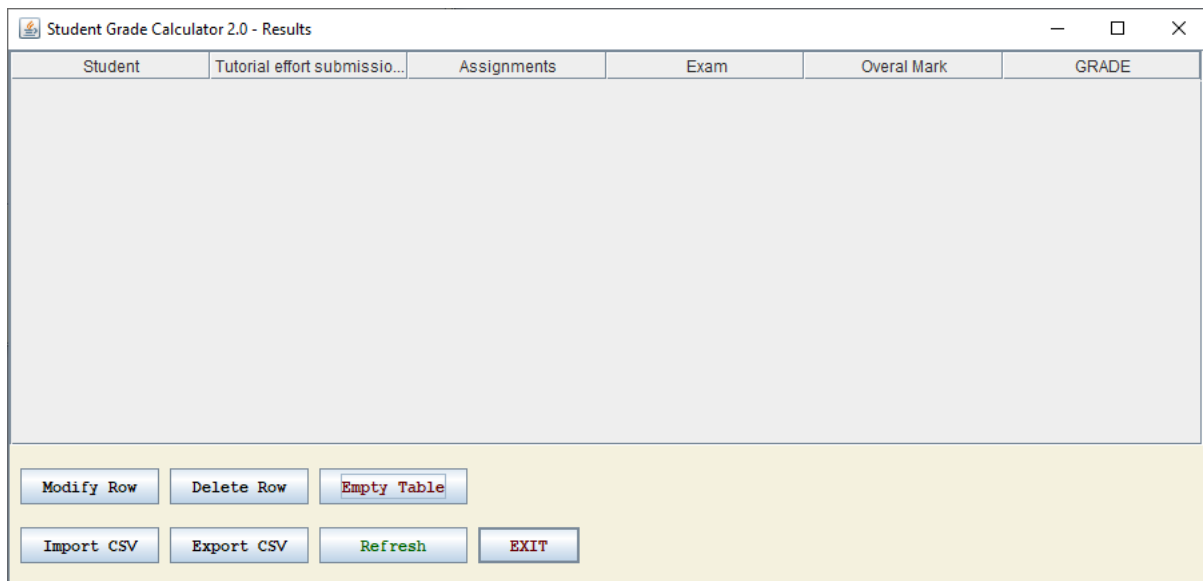 Student Grade Calculator 2.0 - Results
Student Tutorial effort submissio... Assignments Exam Overal Mark GRADE
Modify Row Delete Row Empty Table
Import CSV Export CSV Refresh EXIT